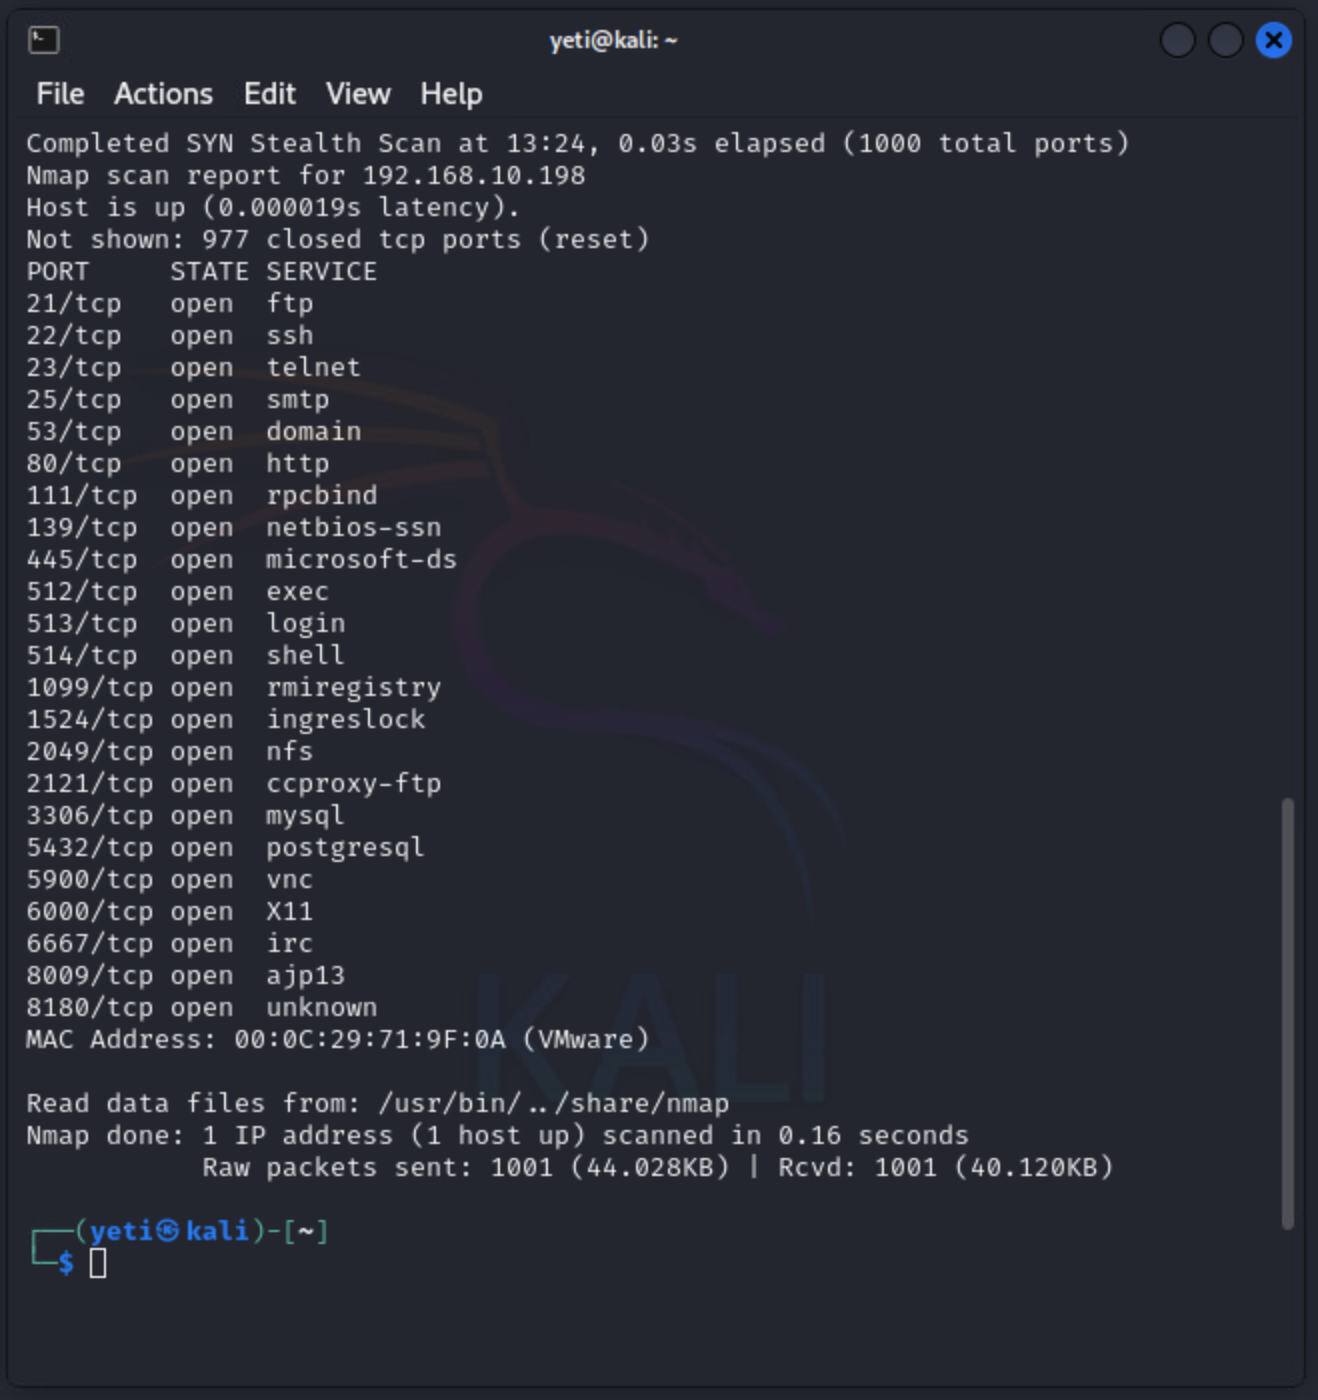 yeti@kali: ~
File Actions Edit View Help
Completed SYN Stealth Scan at 13:24, 0.03s elapsed (1000 total ports)
Nmap scan report for 192.168.10.198
Host is up (0.000019s latency).
Not shown: 977 closed tcp ports (reset)
PORT     STATE SERVICE
21/tcp   open  ftp
22/tcp   open  ssh
23/tcp   open  telnet
25/tcp   open  smtp
53/tcp   open  domain
80/tcp   open  http
111/tcp  open  rpcbind
139/tcp  open  netbios-ssn
445/tcp  open  microsoft-ds
512/tcp  open  exec
513/tcp  open  login
514/tcp  open  shell
1099/tcp open  rmiregistry
1524/tcp open  ingreslock
2049/tcp open  nfs
2121/tcp open  ccproxy-ftp
3306/tcp open  mysql
5432/tcp open  postgresql
5900/tcp open  vnc
6000/tcp open  X11
6667/tcp open  irc
8009/tcp open  ajp13
8180/tcp open  unknown
MAC Address: 00:0C:29:71:9F:0A (VMware)
KALI
Read data files from: /usr/bin/../share/nmap
Nmap done: 1 IP address (1 host up) scanned in 0.16 seconds
Raw packets sent: 1001 (44.028KB) | Rcvd: 1001 (40.120KB)
┌──(yeti㉿kali)-[~]
└─$